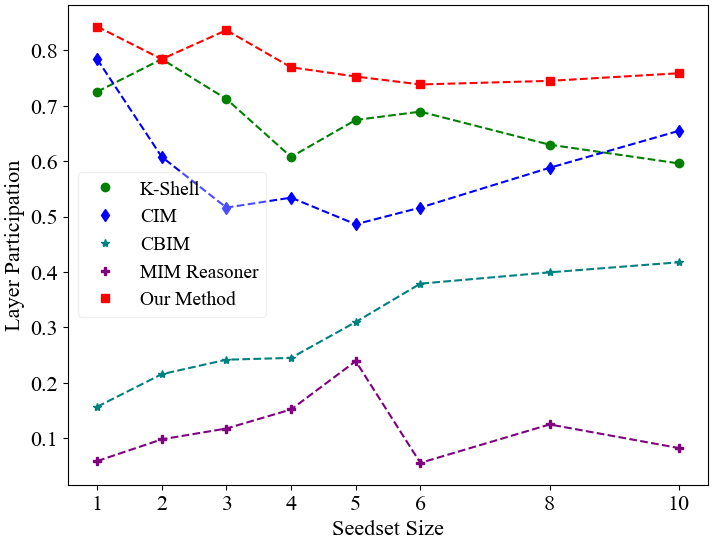 Layer Participation
0.8
0.7
0.6
0.5
0.4
0.3
0.2
0.1
K-Shell
CIM
CBIM
MIM Reasoner
Our Method
1 2 3 4 5 6 8 10
Seedset Size